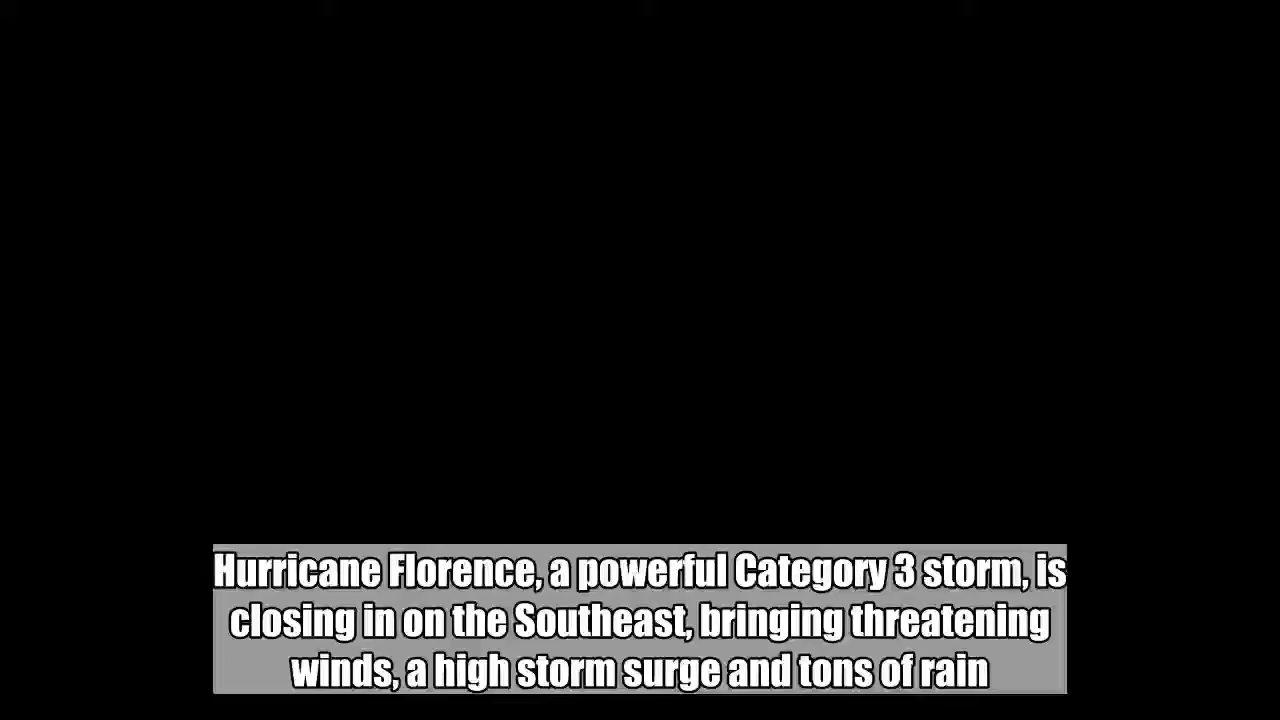 Hurricane Florence, a powerful Category 3 storm, is
closing in on the Southeast, bringing threatening
winds, a high storm surge and tons of rain